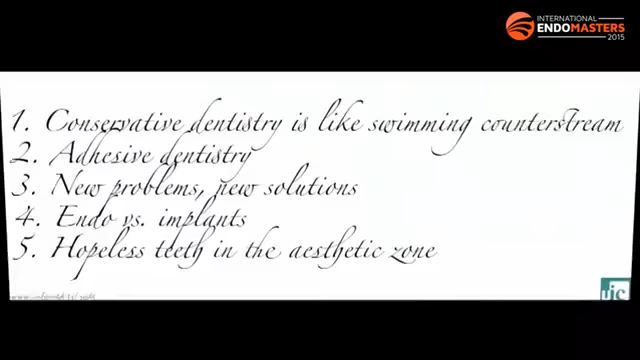 INTERNATIONAL
ENDOMASTERS
2015
1. Conservative dentistry is like swimming counterstream
2. Adhesive dentistry
3. New problems, new solutions
4. Endo vs. implants
5. Hopeless teeth in the aesthetic zone
uic